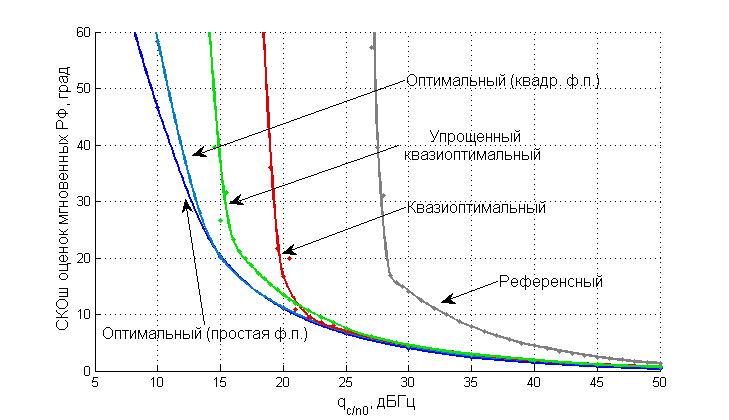 60
50
40
30
20
10
0
СКОш оценок мгновенных РФ, град
Оптимальный (квадр. ф.п.)
Упрощенный
квазиоптимальный
Квазиоптимальный
Референсный
Оптимальный (простая ф.п.)
5 10 15 20 25 30 35 40 45 50
q_c/n0, дБГц